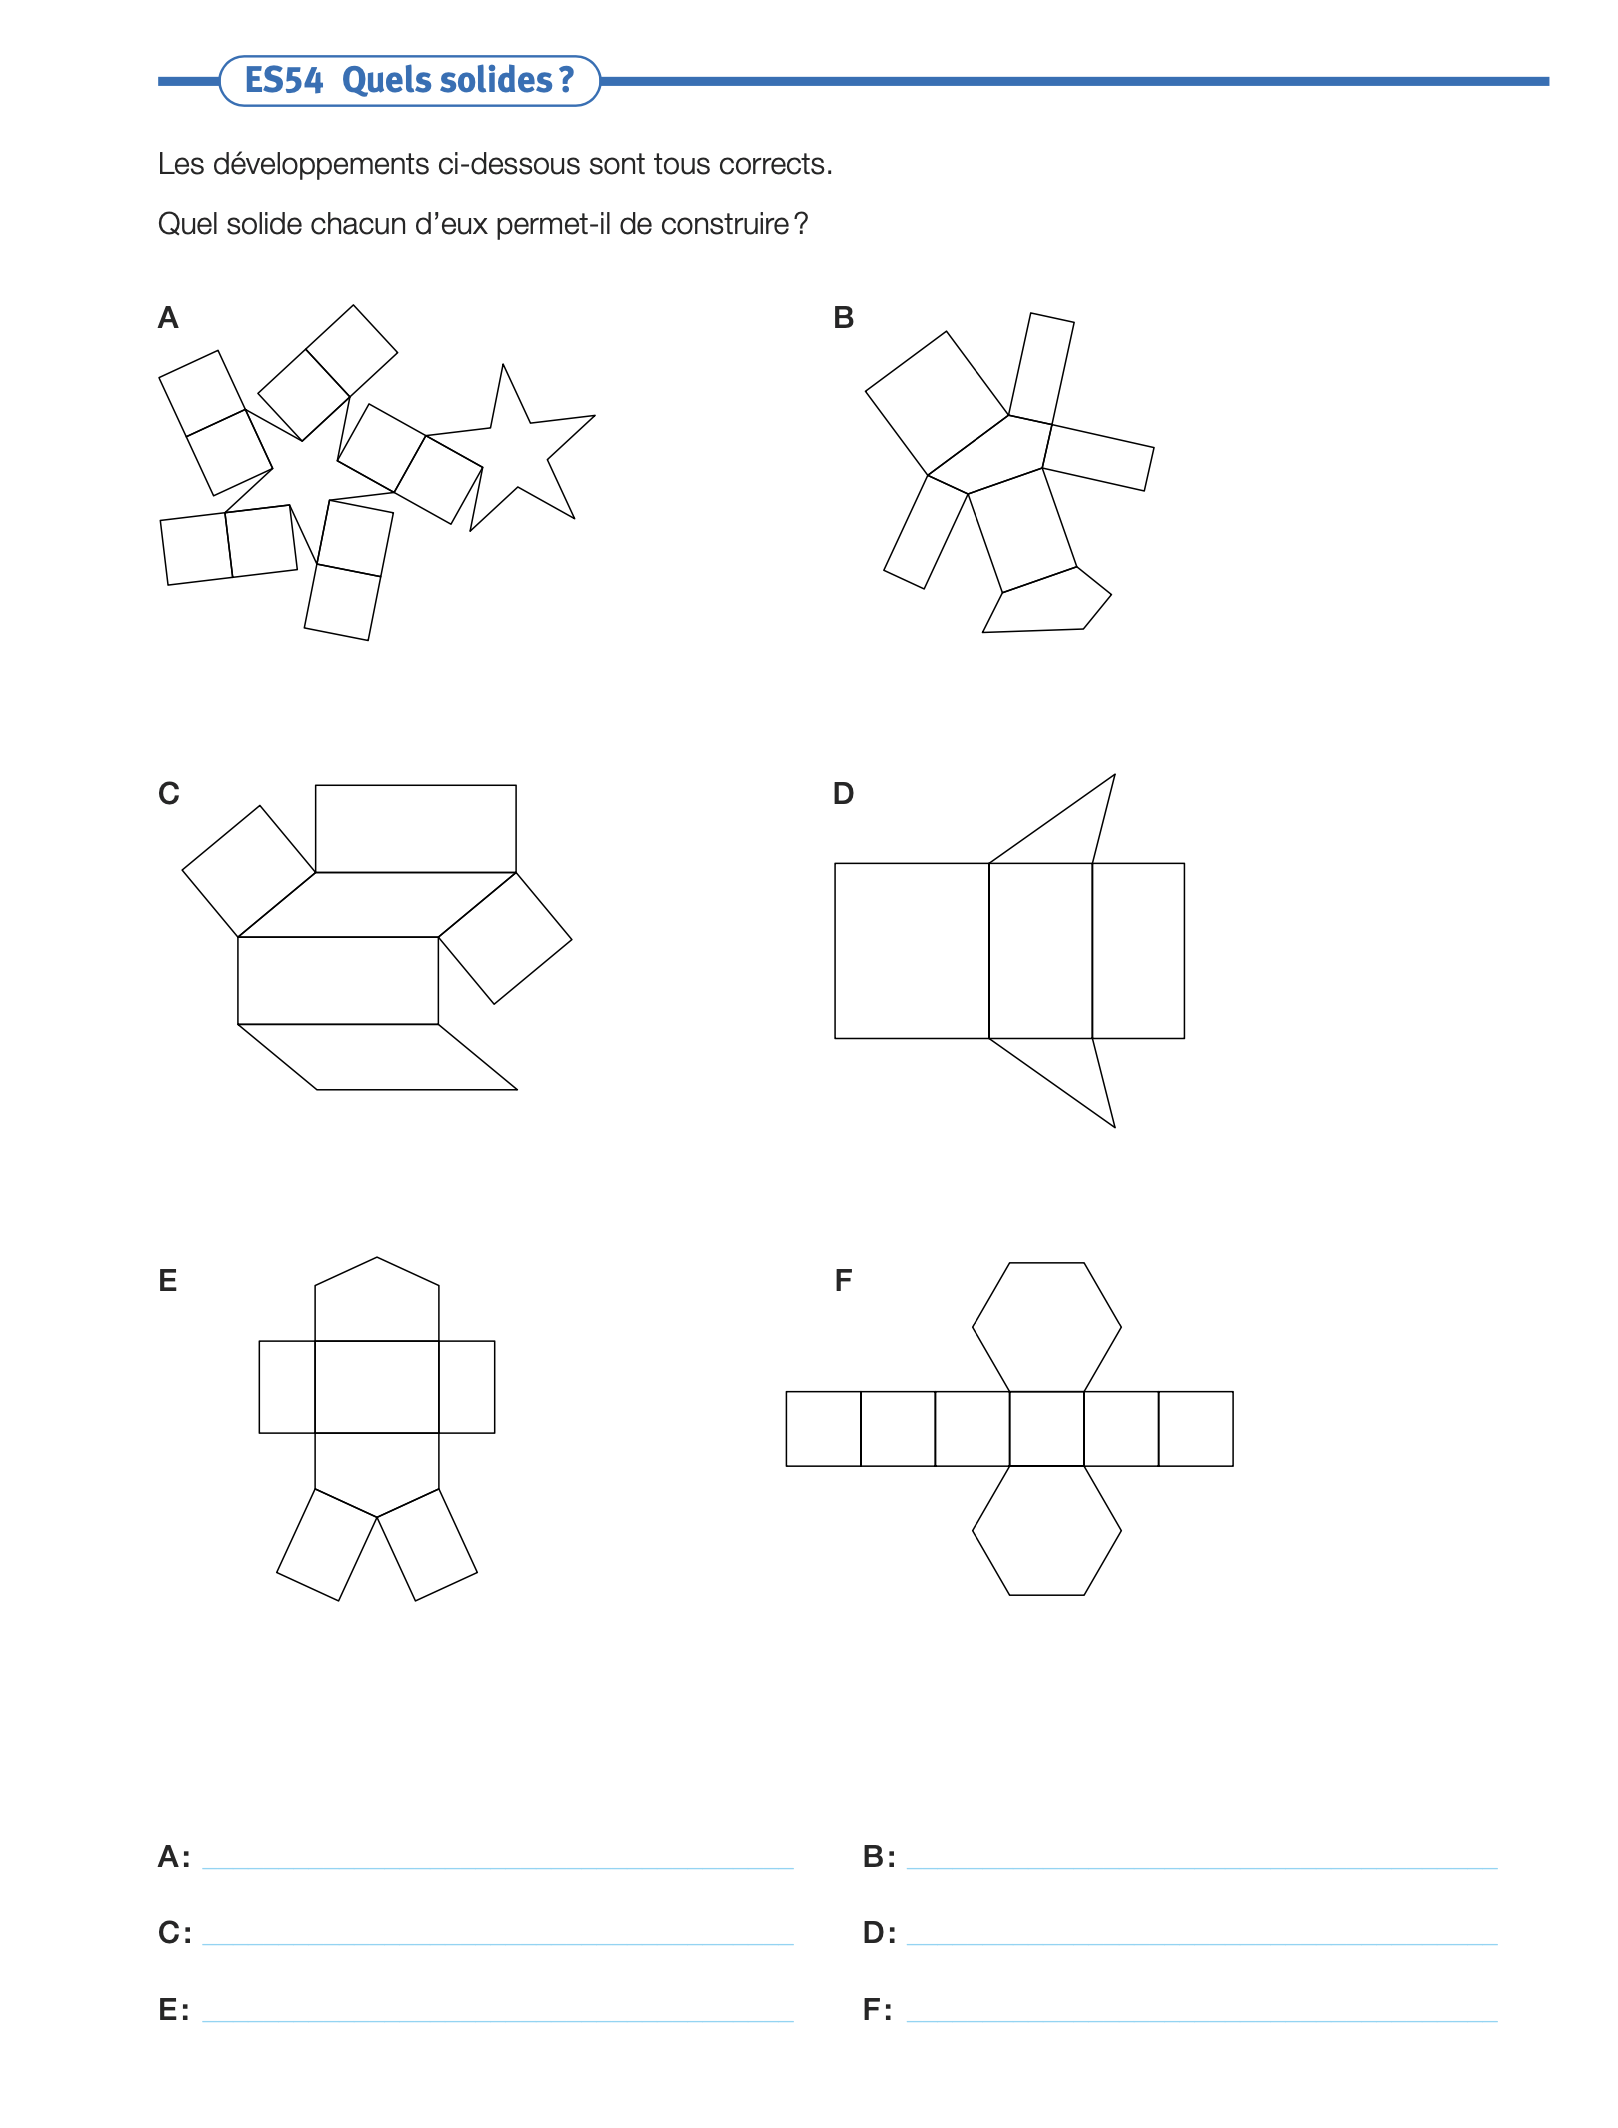 ES54 Quels solides ?
Les développements ci-dessous sont tous corrects.
Quel solide chacun d’eux permet-il de construire ?
A
B
C
D
E
F
A :
B :
C :
D :
E :
F :